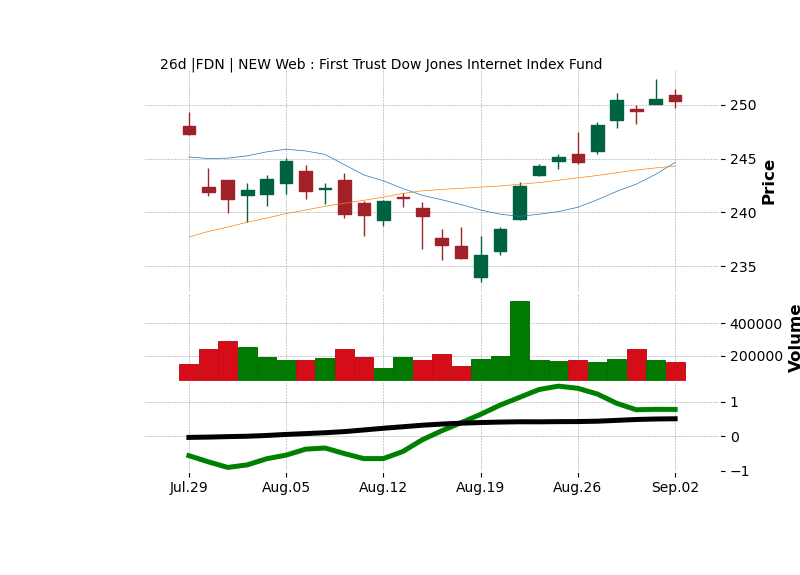 26d |FDN | NEW Web : First Trust Dow Jones Internet Index Fund
250
245
240
235
Price
400000
200000
Volume
1
0
−1
Jul.29 Aug.05 Aug.12 Aug.19 Aug.26 Sep.02